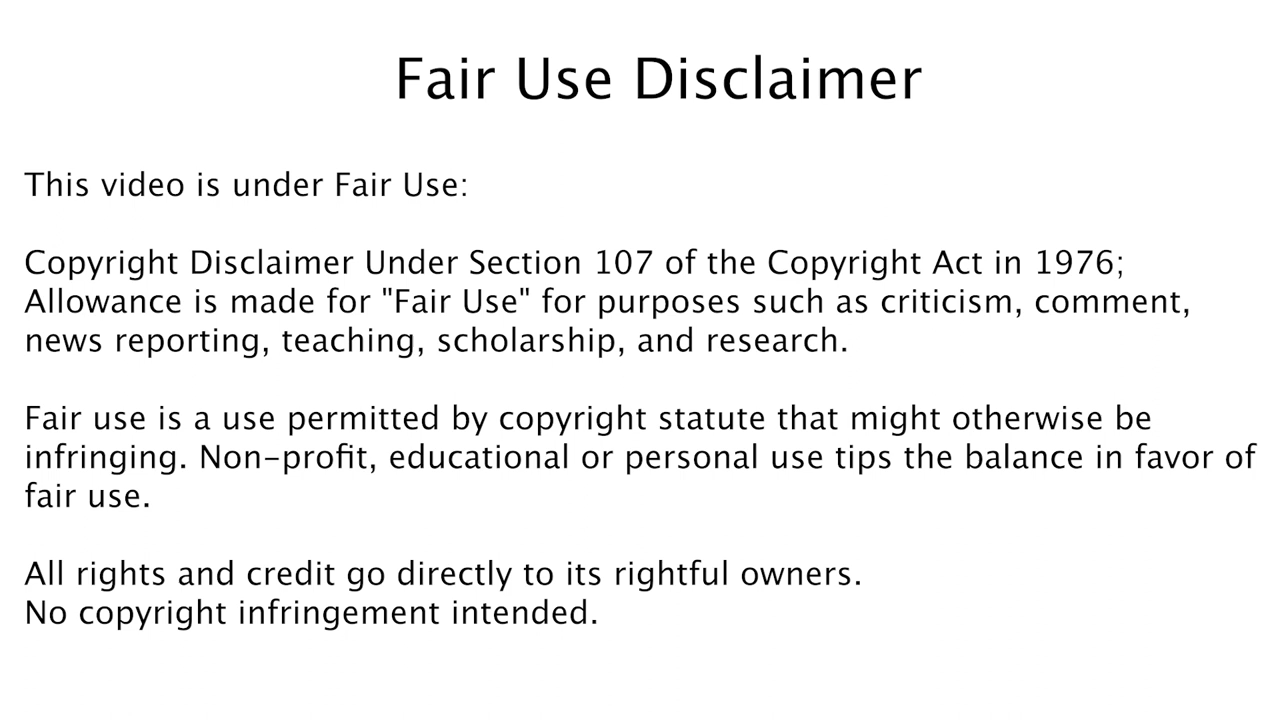 Fair Use Disclaimer
This video is under Fair Use:
Copyright Disclaimer Under Section 107 of the Copyright Act in 1976;
Allowance is made for "Fair Use" for purposes such as criticism, comment,
news reporting, teaching, scholarship, and research.
Fair use is a use permitted by copyright statute that might otherwise be
infringing. Non-profit, educational or personal use tips the balance in favor of
fair use.
All rights and credit go directly to its rightful owners.
No copyright infringement intended.